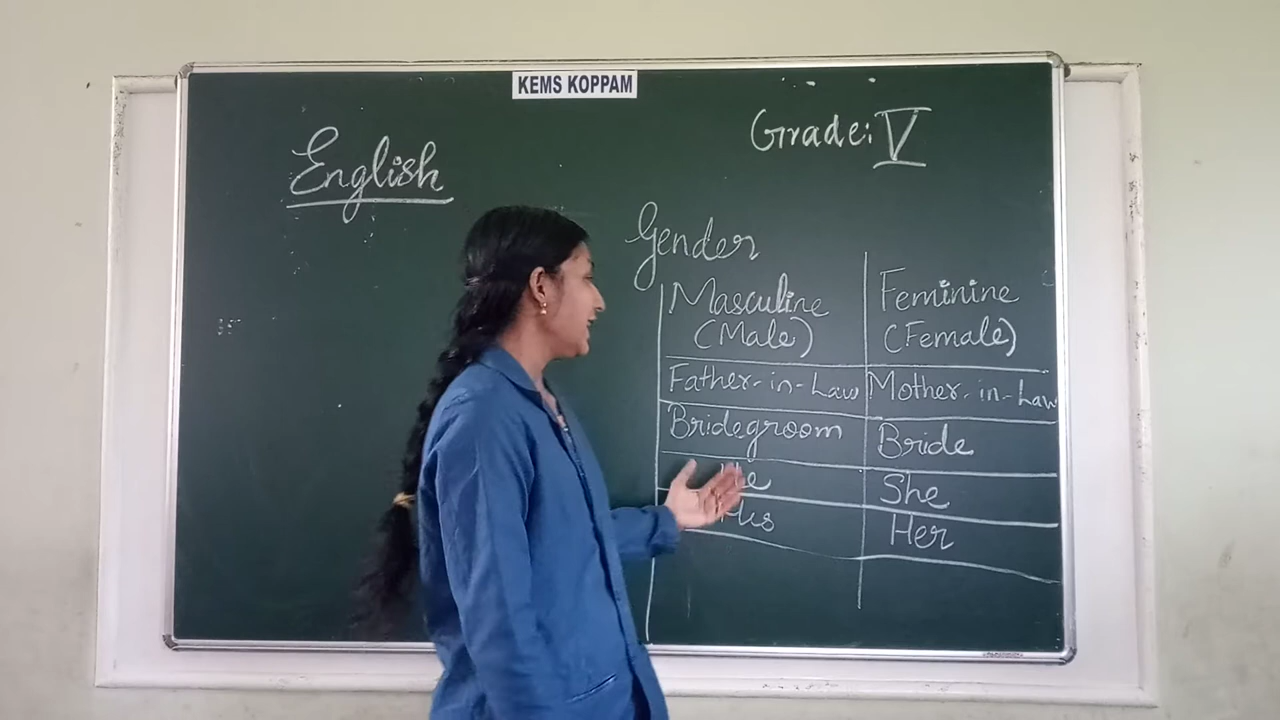 KEMS KOPPAM
English
Grade: V
Gender
Masculine Feminine
(Male) (Female)
Father-in-Law Mother-in-Law
Bridegroom Bride
She
His Her